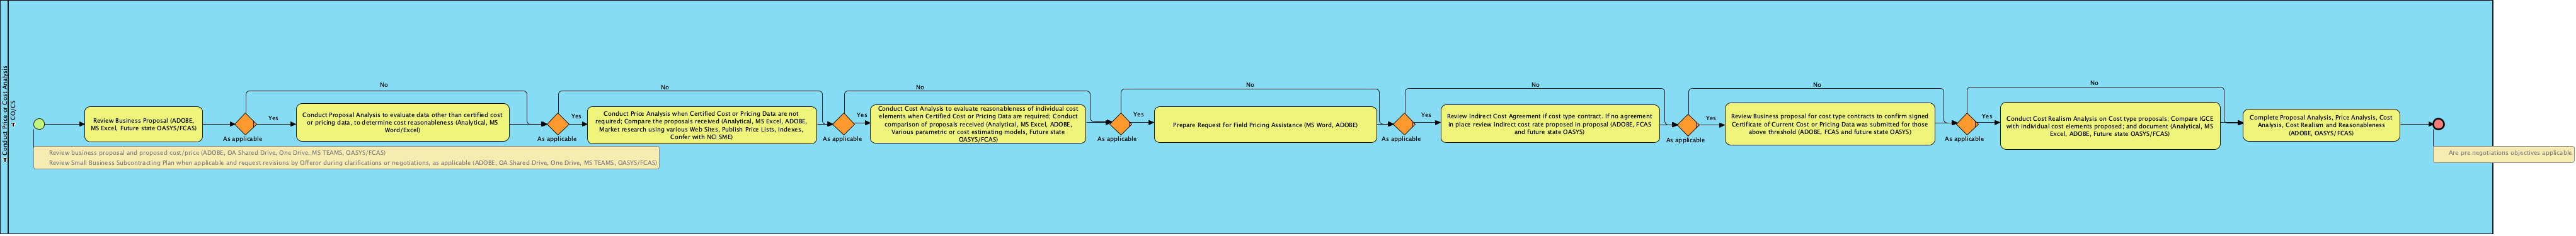 Conduct Price or Cost Analysis
CO/CS
Review Business Proposal (ADOBE,
MS Excel, Future state OASYS/FCAS)
No
Yes
As applicable
Conduct Proposal Analysis to evaluate data other than certified cost
or pricing data, to determine cost reasonableness (Analytical, MS
Word/Excel)
No
Yes
As applicable
Conduct Price Analysis when Certified Cost or Pricing Data are not
required; Compare the proposals received (Analytical, MS Excel, ADOBE,
Market research using various Web Sites, Publish Price Lists, Indexes,
Confer with NCI SME)
No
Yes
As applicable
Conduct Cost Analysis to evaluate reasonableness of individual cost
elements when Certified Cost or Pricing Data are required; Conduct
comparison of proposals received (Analytical, MS Excel, ADOBE,
Various parametric or cost estimating models, Future state
OASYS/FCAS)
No
Yes
As applicable
Prepare Request for Field Pricing Assistance (MS Word, ADOBE)
No
Yes
As applicable
Review Indirect Cost Agreement if cost type contract. If no agreement
in place review indirect cost rate proposed in proposal (ADOBE, FCAS
and future state OASYS)
No
Yes
As applicable
Review Business proposal for cost type contracts to confirm signed
Certificate of Current Cost or Pricing Data was submitted for those
above threshold (ADOBE, FCAS and future state OASYS)
No
Yes
As applicable
Conduct Cost Realism Analysis on Cost type proposals; Compare IGCE
with individual cost elements proposed; and document (Analytical, MS
Excel, ADOBE, Future state OASYS/FCAS)
Complete Proposal Analysis, Price Analysis, Cost
Analysis, Cost Realism and Reasonableness
(ADOBE, OASYS/FCAS)
Review business proposal and proposed cost/price (ADOBE, OA Shared Drive, One Drive, MS TEAMS, OASYS/FCAS)
Review Small Business Subcontracting Plan when applicable and request revisions by Offeror during clarifications or negotiations, as applicable (ADOBE, OA Shared Drive, One Drive, MS TEAMS, OASYS/FCAS)
Are pre negotiations objectives applicable